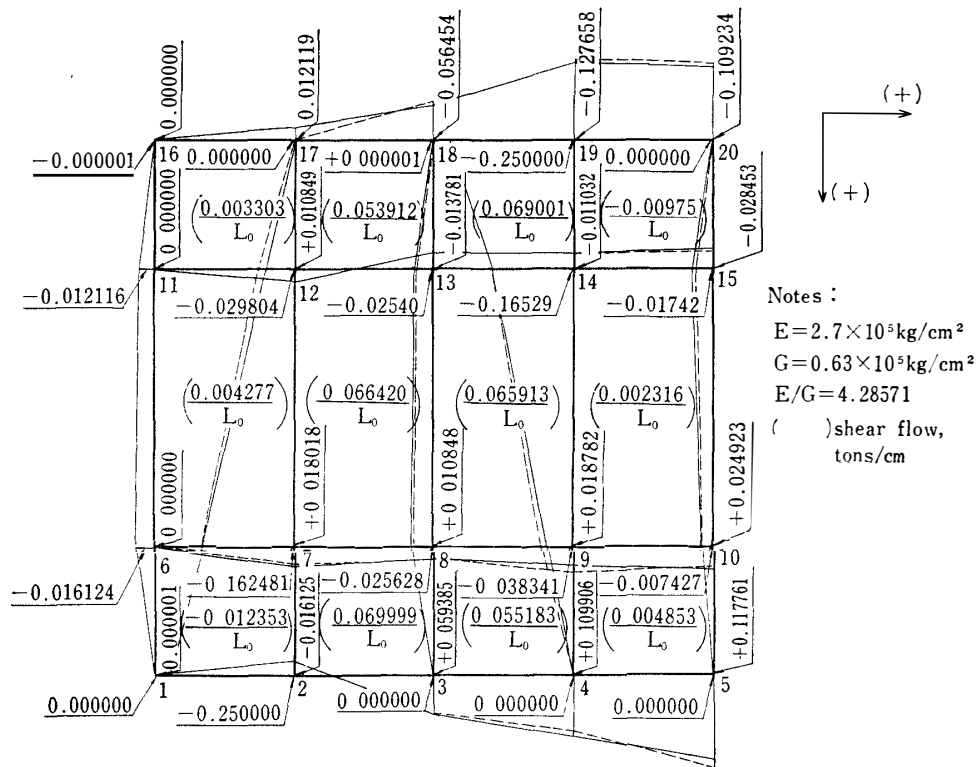 0.000000
0.012119
-0.056454
-0.127658
-0.109234
(+)
(+)
-0.000001
16 0.000000 17 +0 000001 18 -0.250000 19 0.000000 20
0 000000
+0.010849
-0.013781
-0.011032
-0.028453
(0.003303/L₀) (0.053912/L₀) (0.069001/L₀) (-0.00975/L₀)
11 12 13 14 15
-0.012116 -0.029804 -0.02540 -0.16529 -0.01742
Notes :
E=2.7×10⁵kg/cm²
G=0.63×10⁵kg/cm²
E/G=4.28571
( )shear flow,
tons/cm
(0.004277/L₀) (0 066420/L₀) (0.065913/L₀) (0.002316/L₀)
0 000000
+0 018018
+0 010848
+0.018782
+0.024923
6 7 8 9 10
-0.016124 -0 162481 -0.025628 -0 038341 -0.007427
0.000001
-0.016125
+0 059385
+0 109906
+0.117761
(-0 012353/L₀) (0.069999/L₀) (0 055183/L₀) (0 004853/L₀)
1 2 3 4 5
0.000000 -0.250000 0 000000 0 000000 0.000000